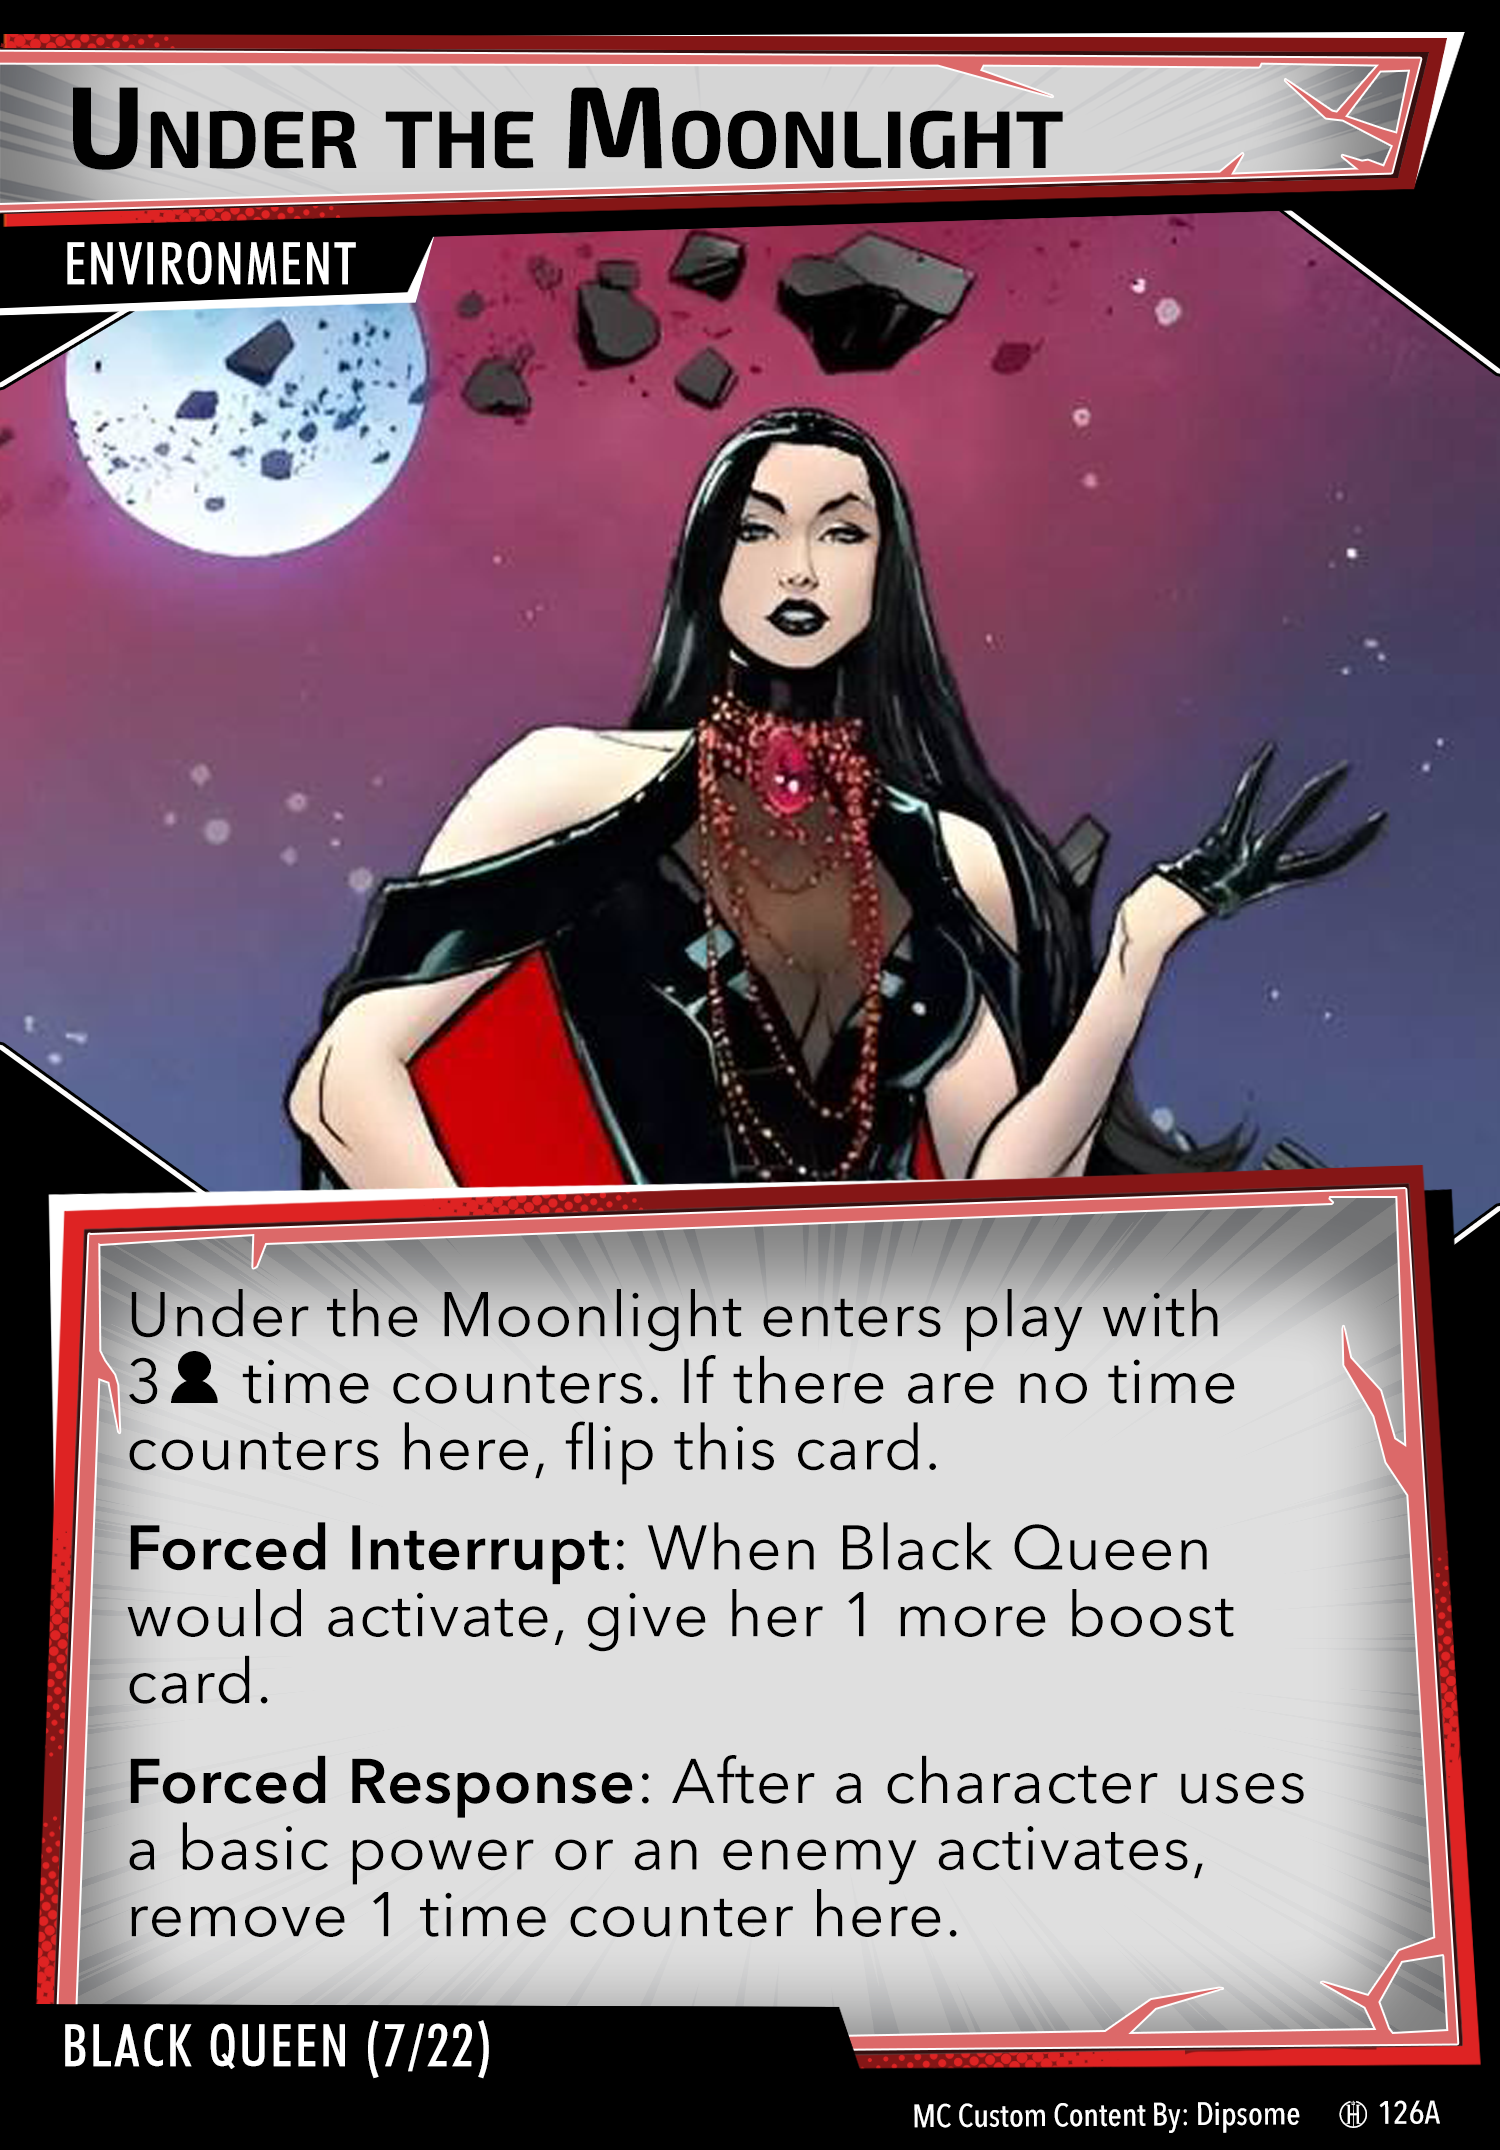 Under the Moonlight
ENVIRONMENT
Under the Moonlight enters play with
3 time counters. If there are no time
counters here, flip this card.
Forced Interrupt: When Black Queen
would activate, give her 1 more boost
card.
Forced Response: After a character uses
a basic power or an enemy activates,
remove 1 time counter here.
BLACK QUEEN (7/22)
MC Custom Content By: Dipsome 126A